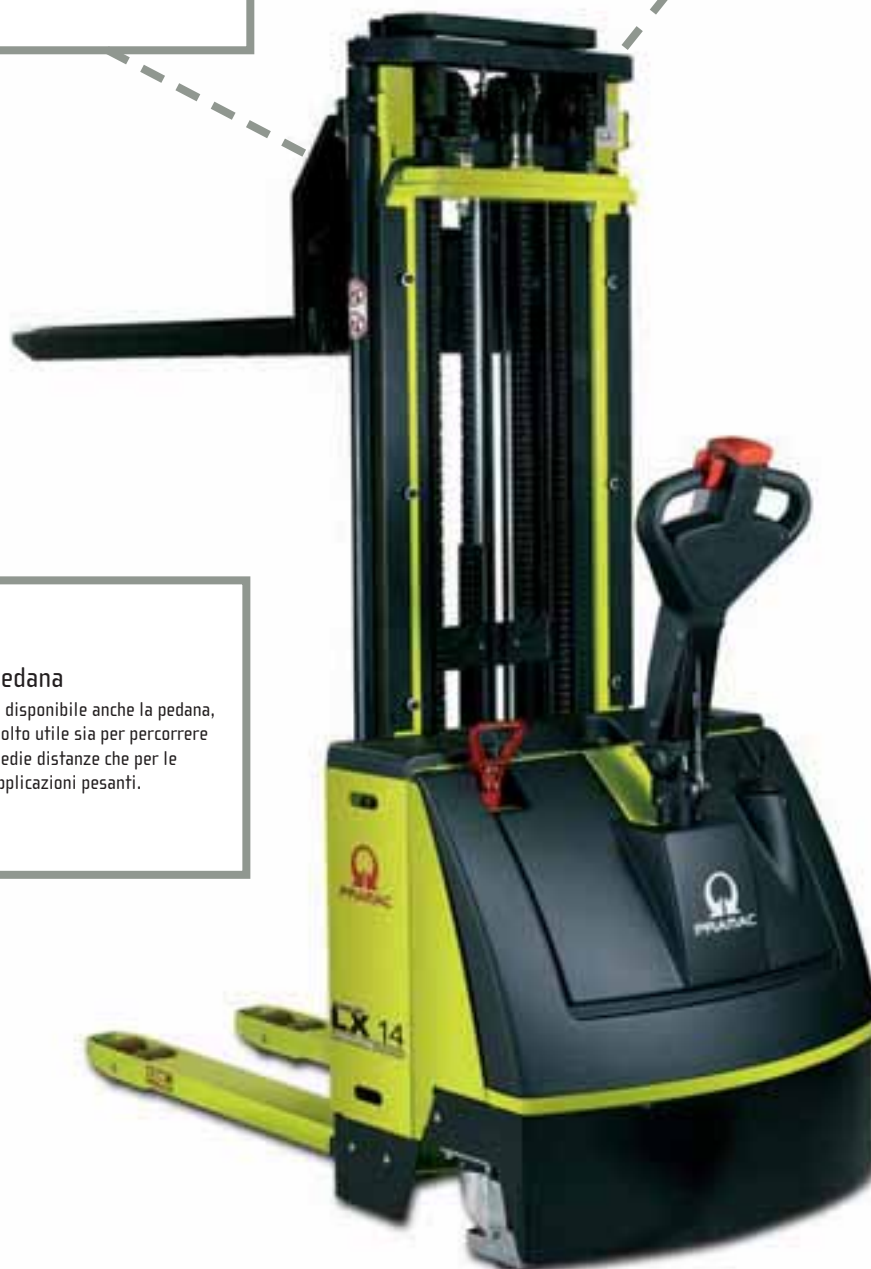 edana
disponibile anche la pedana,
olto utile sia per percorrere
edie distanze che per le
plicazioni pesanti.
PRAMAC
PRAMAC
LX 14